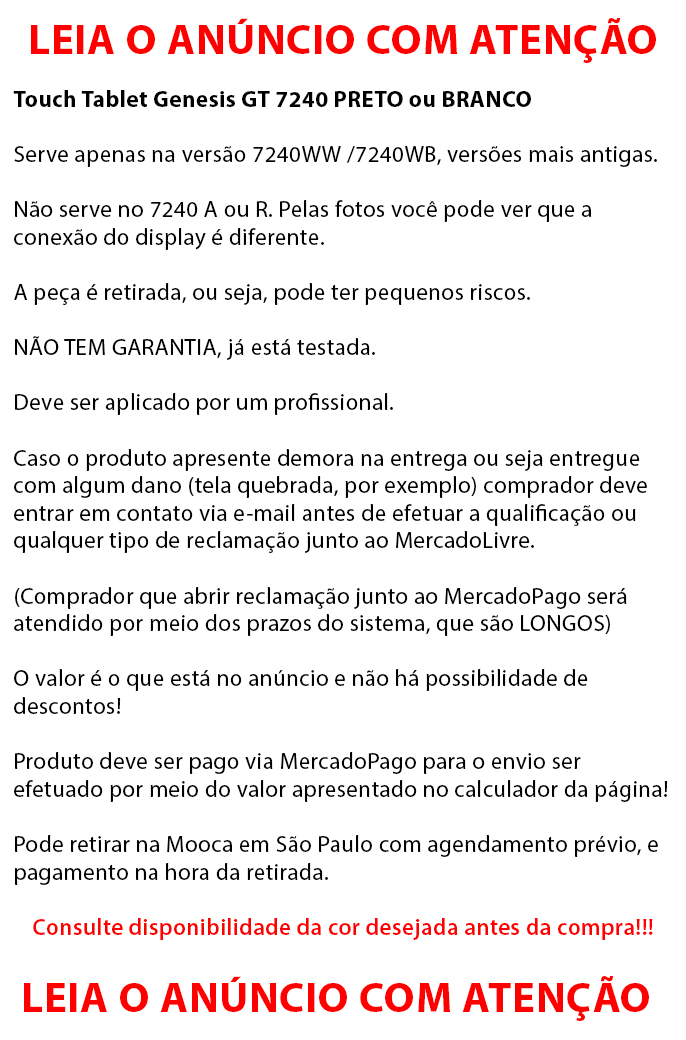 LEIA O ANÚNCIO COM ATENÇÃO
Touch Tablet Genesis GT 7240 PRETO ou BRANCO
Serve apenas na versão 7240WW /7240WB, versões mais antigas.
Não serve no 7240 A ou R. Pelas fotos você pode ver que a
conexão do display é diferente.
A peça é retirada, ou seja, pode ter pequenos riscos.
NÃO TEM GARANTIA, já está testada.
Deve ser aplicado por um profissional.
Caso o produto apresente demora na entrega ou seja entregue
com algum dano (tela quebrada, por exemplo) comprador deve
entrar em contato via e-mail antes de efetuar a qualificação ou
qualquer tipo de reclamação junto ao MercadoLivre.
(Comprador que abrir reclamação junto ao MercadoPago será
atendido por meio dos prazos do sistema, que são LONGOS)
O valor é o que está no anúncio e não há possibilidade de
descontos!
Produto deve ser pago via MercadoPago para o envio ser
efetuado por meio do valor apresentado no calculador da página!
Pode retirar na Mooca em São Paulo com agendamento prévio, e
pagamento na hora da retirada.
Consulte disponibilidade da cor desejada antes da compra!!!
LEIA O ANÚNCIO COM ATENÇÃO